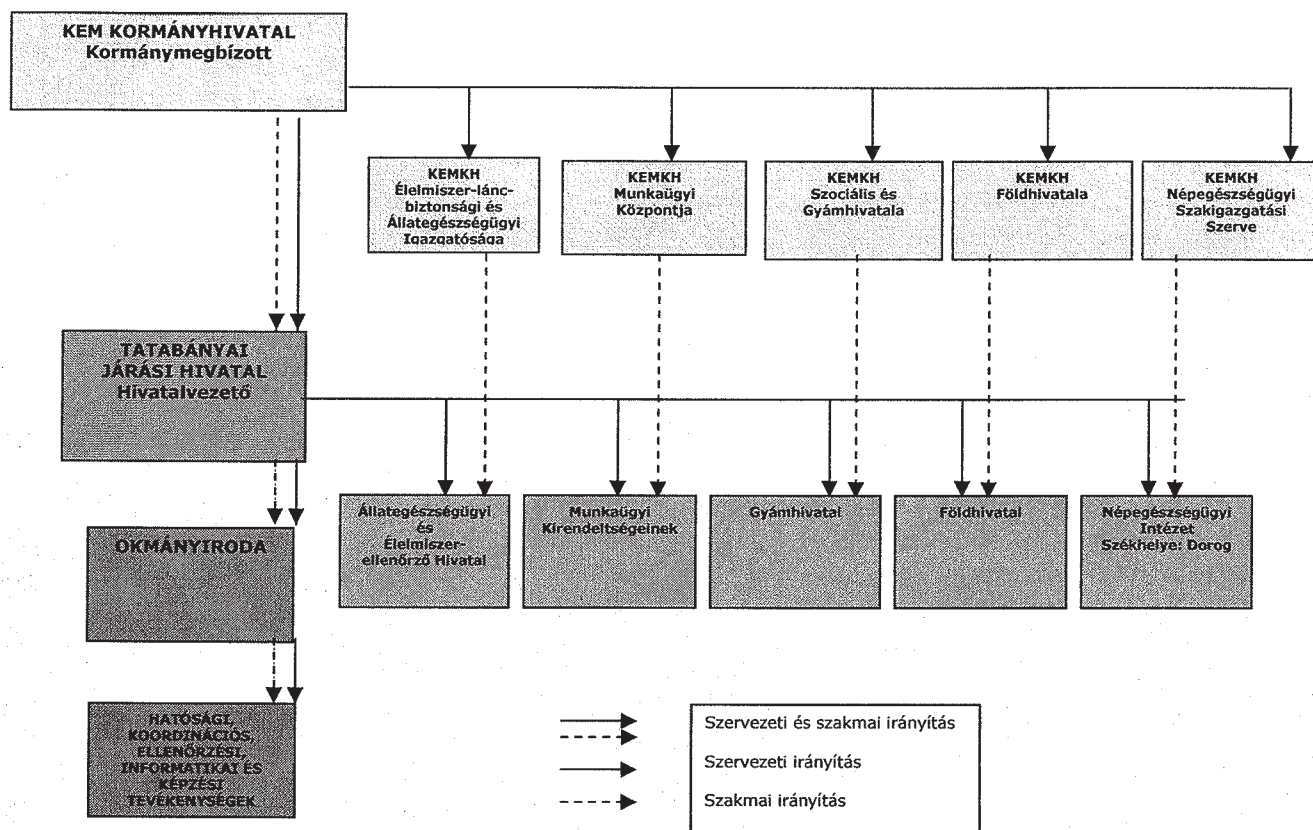 KEM KORMÁNYHIVATAL
Kormánymegbízott
KEMKH
Élelmiszer-lánc-
biztonsági és
Állategészségügyi
Igazgatósága
KEMKH
Munkaügyi
Központja
KEMKH
Szociális és
Gyámhivatala
KEMKH
Földhivatala
KEMKH
Népegészségügyi
Szakigazgatási
Szerve
TATABÁNYAI
JÁRÁSI HIVATAL
Hivatalvezető
Állategészségügyi
és
Élelmiszer-
ellenőrző Hivatal
Munkaügyi
Kirendeltségeinek
Gyámhivatal
Földhivatal
Népegészségügyi
Intézet
Székhelye: Dorog
OKMÁNYIRODA
HATÓSÁGI,
KOORDINÁCIÓS,
ELLENŐRZÉSI,
INFORMATIKAI ÉS
KÉPZÉSI
TEVÉKENYSÉGEK
Szervezeti és szakmai irányítás
Szervezeti irányítás
Szakmai irányítás